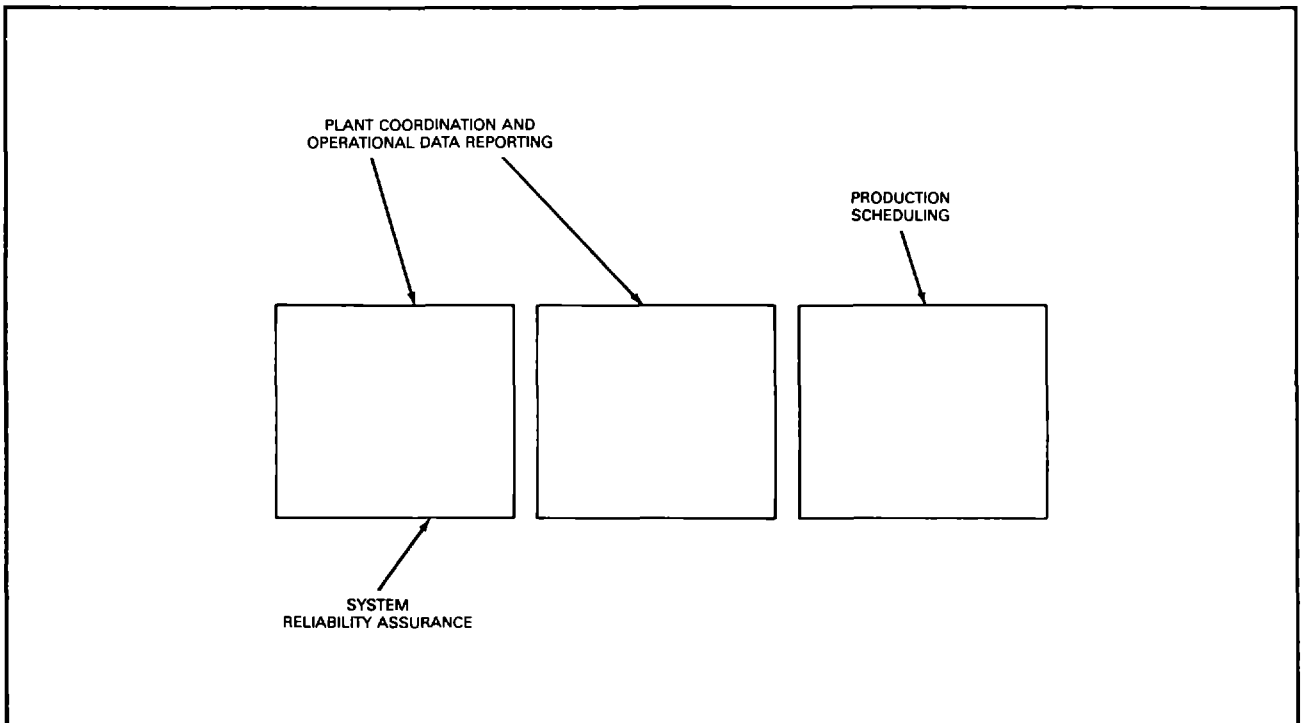 PLANT COORDINATION AND
OPERATIONAL DATA REPORTING
PRODUCTION
SCHEDULING
SYSTEM
RELIABILITY ASSURANCE